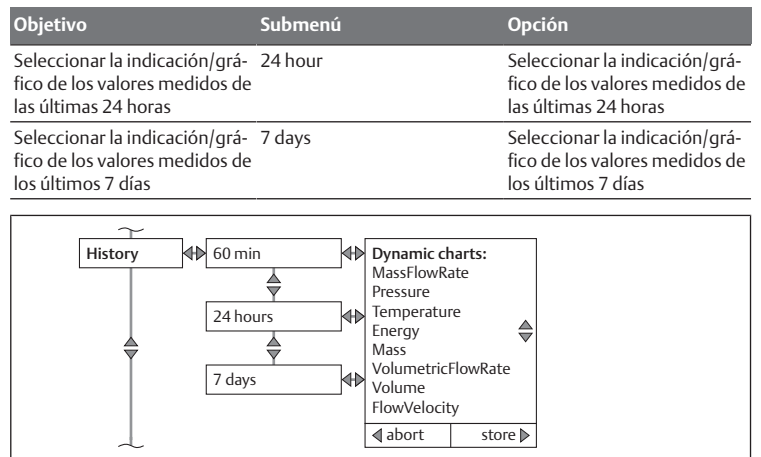 Objetivo Submenú Opción
Seleccionar la indicación/grá- 24 hour Seleccionar la indicación/grá-
fico de los valores medidos de fico de los valores medidos de
las últimas 24 horas las últimas 24 horas
Seleccionar la indicación/grá- 7 days Seleccionar la indicación/grá-
fico de los valores medidos de fico de los valores medidos de
los últimos 7 días los últimos 7 días
History
60 min
24 hours
7 days
Dynamic charts:
MassFlowRate
Pressure
Temperature
Energy
Mass
VolumetricFlowRate
Volume
FlowVelocity
abort store